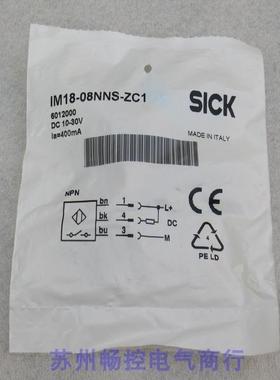 IM18-08NNS-ZC1
SICK
6012000
DC 10-30V
Ia=400mA
MADE IN ITALY
NPN
bn 1 L+
bk 4 DC
bu 3 M
CE
4
PE LD
苏州畅控电气商行